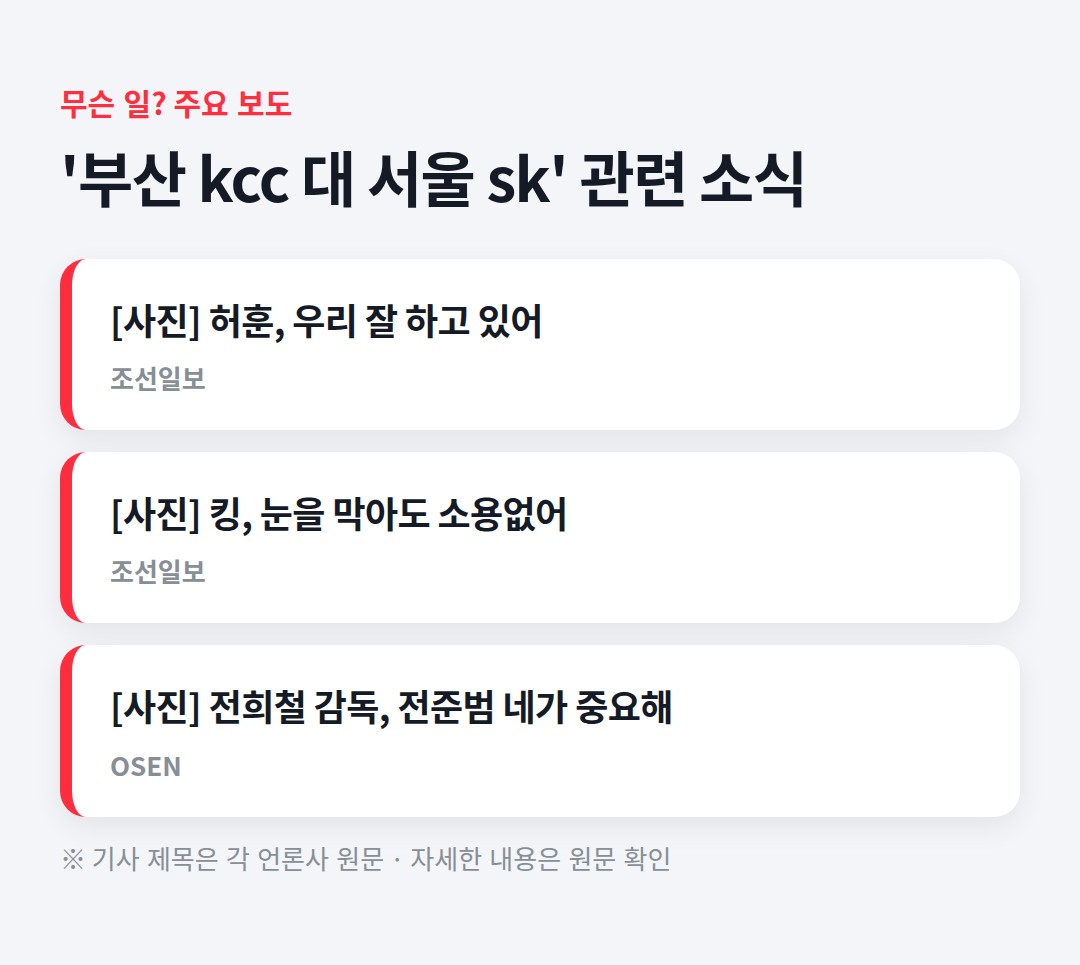 무슨 일? 주요 보도
'부산 kcc 대 서울 sk' 관련 소식
[사진] 허훈, 우리 잘 하고 있어
조선일보
[사진] 킹, 눈을 막아도 소용없어
조선일보
[사진] 전희철 감독, 전준범 네가 중요해
OSEN
※ 기사 제목은 각 언론사 원문 · 자세한 내용은 원문 확인